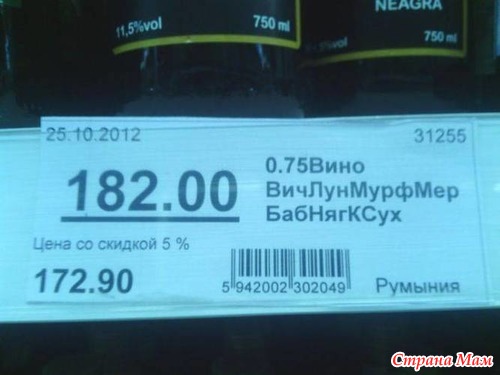 NEAGRA
11,5%vol
750 ml
%vol
750 ml
25.10.2012
31255
182.00
0.75Вино
ВичЛунМурфМер
БабНягКСух
Цена со скидкой 5 %
172.90
5 942002 302049
Румыния
Страна Мам